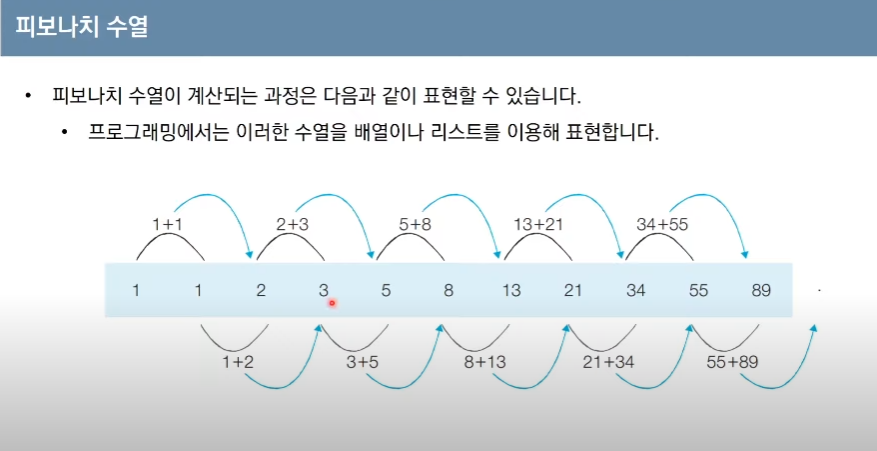 피보나치 수열
• 피보나치 수열이 계산되는 과정은 다음과 같이 표현할 수 있습니다.
• 프로그래밍에서는 이러한 수열을 배열이나 리스트를 이용해 표현합니다.
1+1 2+3 5+8 13+21 34+55
1 1 2 3 5 8 13 21 34 55 89 .
1+2 3+5 8+13 21+34 55+89